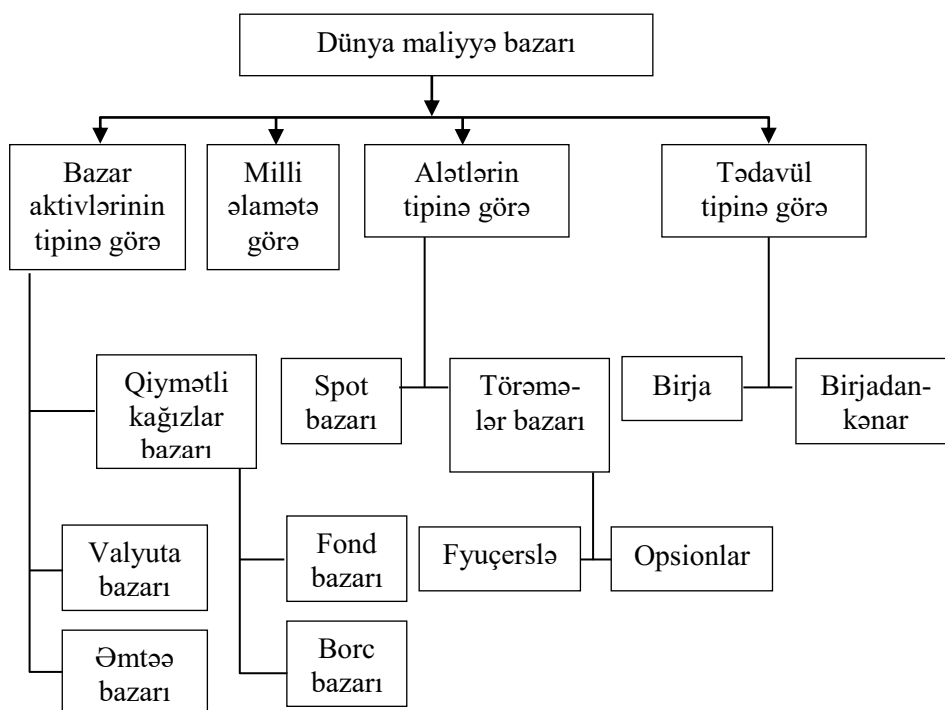 Dünya maliyyə bazarı
Bazar
aktivlərinin
tipinə görə
Milli
əlamətə
görə
Alətlərin
tipinə görə
Tədavül
tipinə görə
Qiymətli
kağızlar
bazarı
Spot
bazarı
Törəmə-
lər bazarı
Birja
Birjadan-
kənar
Valyuta
bazarı
Fond
bazarı
Fyuçerslə
Opsionlar
Əmtəə
bazarı
Borc
bazarı